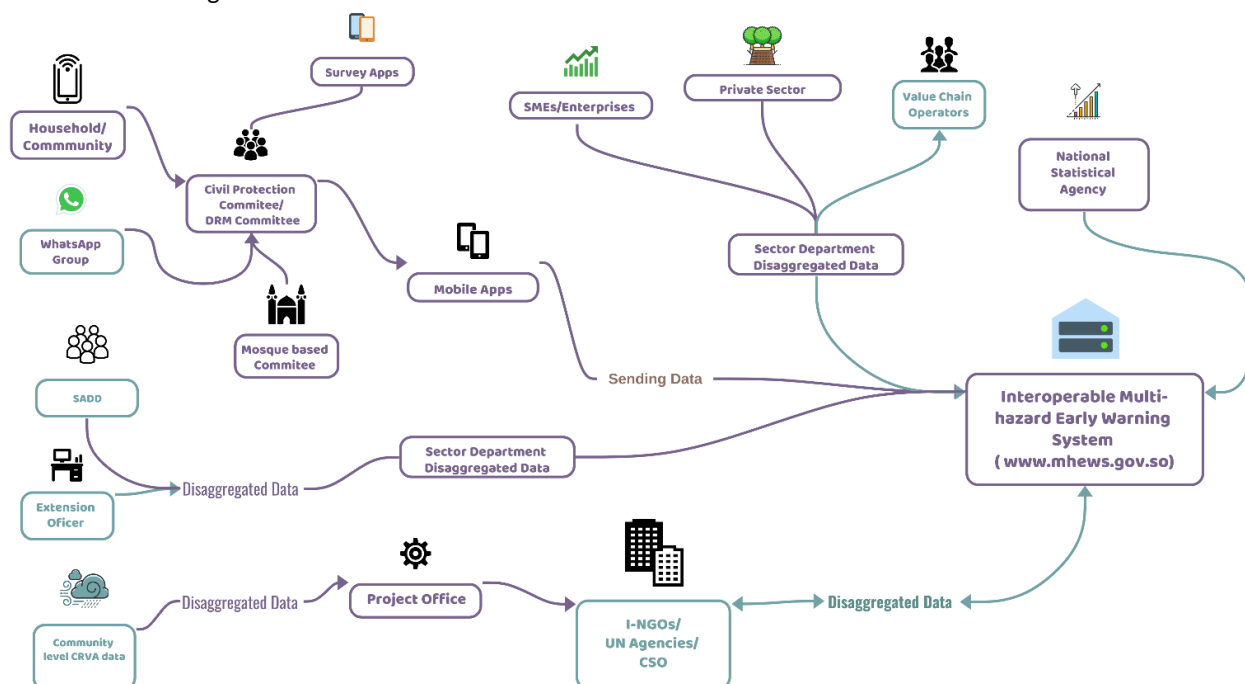 Survey Apps
Household/
Commmunity
SMEs/Enterprises
Private Sector
Value Chain
Operators
National
Statistical
Agency
Civil Protection
Commitee/
DRM Committee
WhatsApp
Group
Mobile Apps
Sector Department
Disaggregated Data
Mosque based
Commitee
Sending Data
SADD
Interoperable Multi-
hazard Early Warning
System
( www.mhews.gov.so)
Sector Department
Disaggregated Data
Disaggregated Data
Extension
Oficer
Disaggregated Data
Project Office
I-NGOs/
UN Agencies/
CSO
Disaggregated Data
Community
level CRVA data